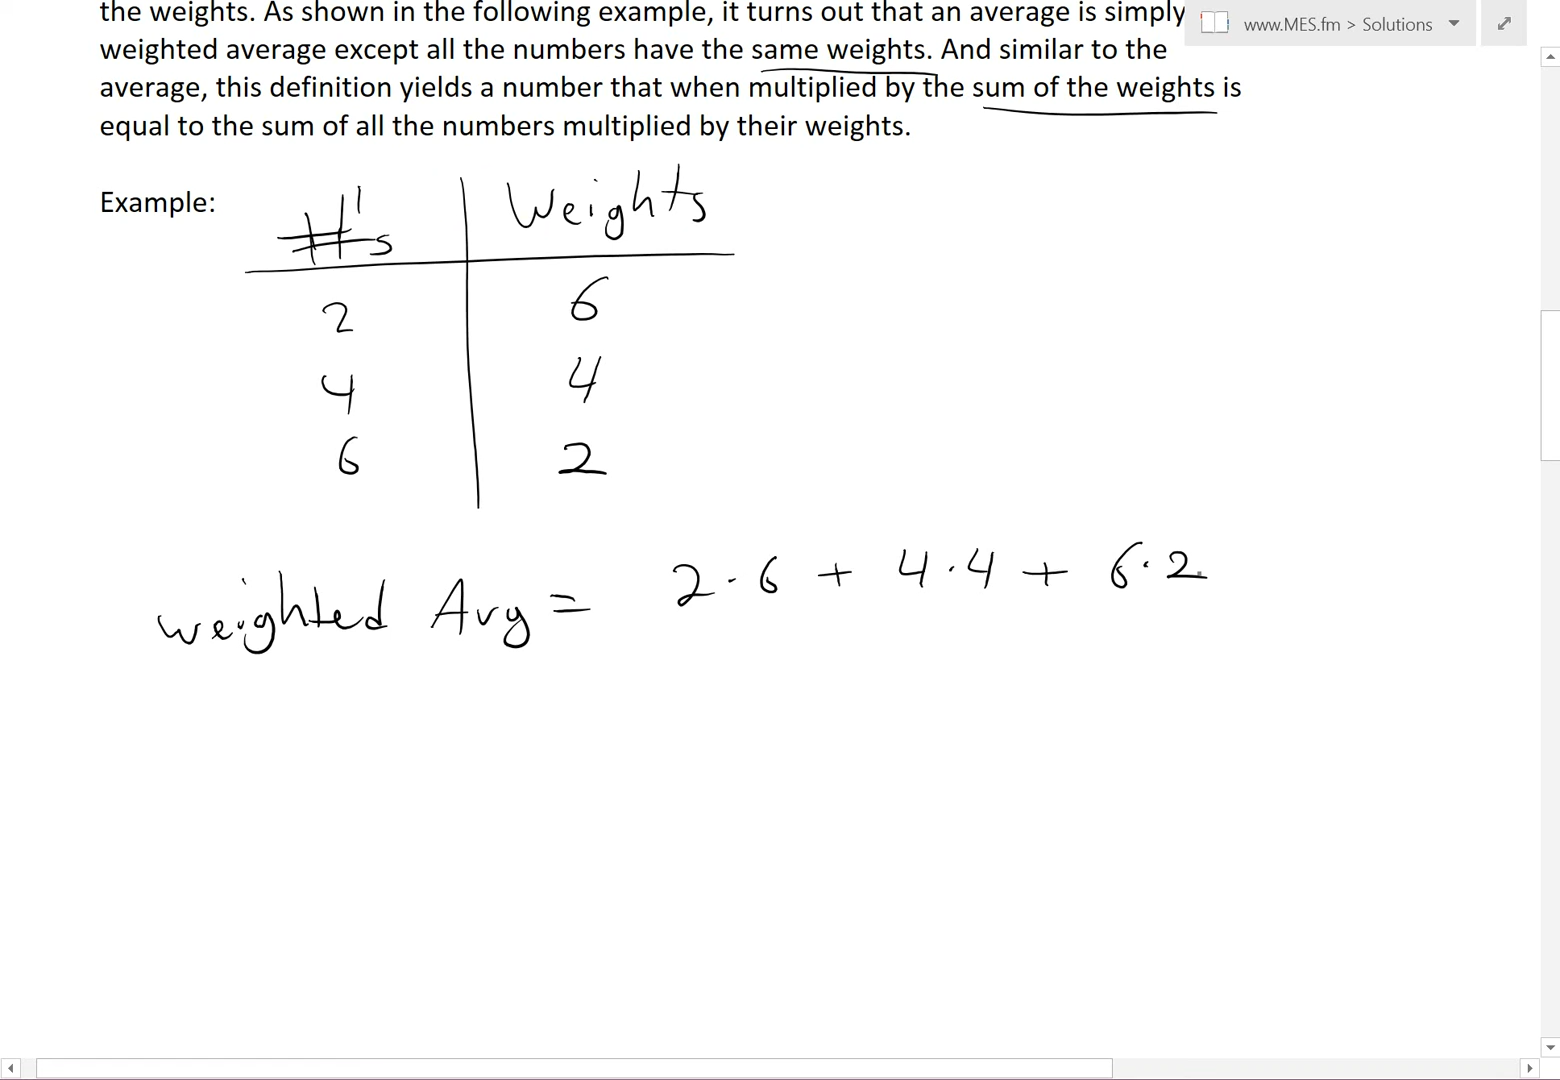 the weights. As shown in the following example, it turns out that an average is simply
www.MES.fm > Solutions
weighted average except all the numbers have the same weights. And similar to the
average, this definition yields a number that when multiplied by the sum of the weights is
equal to the sum of all the numbers multiplied by their weights.
Example:
#'s Weights
2 6
4 4
6 2
weighted Avg = 2·6 + 4·4 + 6·2